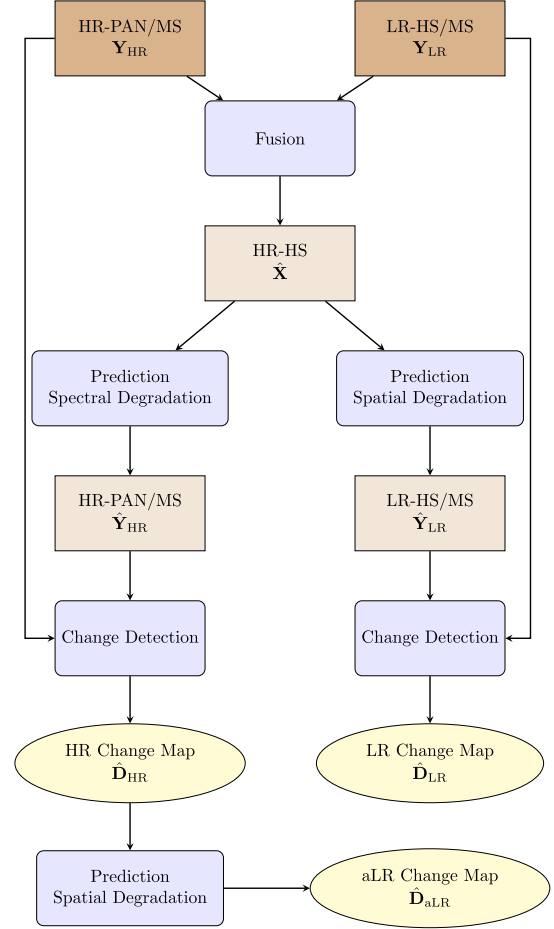 HR-PAN/MS
Y_HR
LR-HS/MS
Y_LR
Fusion
HR-HS
X̂
Prediction
Spectral Degradation
Prediction
Spatial Degradation
HR-PAN/MS
Ŷ_HR
LR-HS/MS
Ŷ_LR
Change Detection
Change Detection
HR Change Map
D̂_HR
LR Change Map
D̂_LR
Prediction
Spatial Degradation
aLR Change Map
D̂_aLR